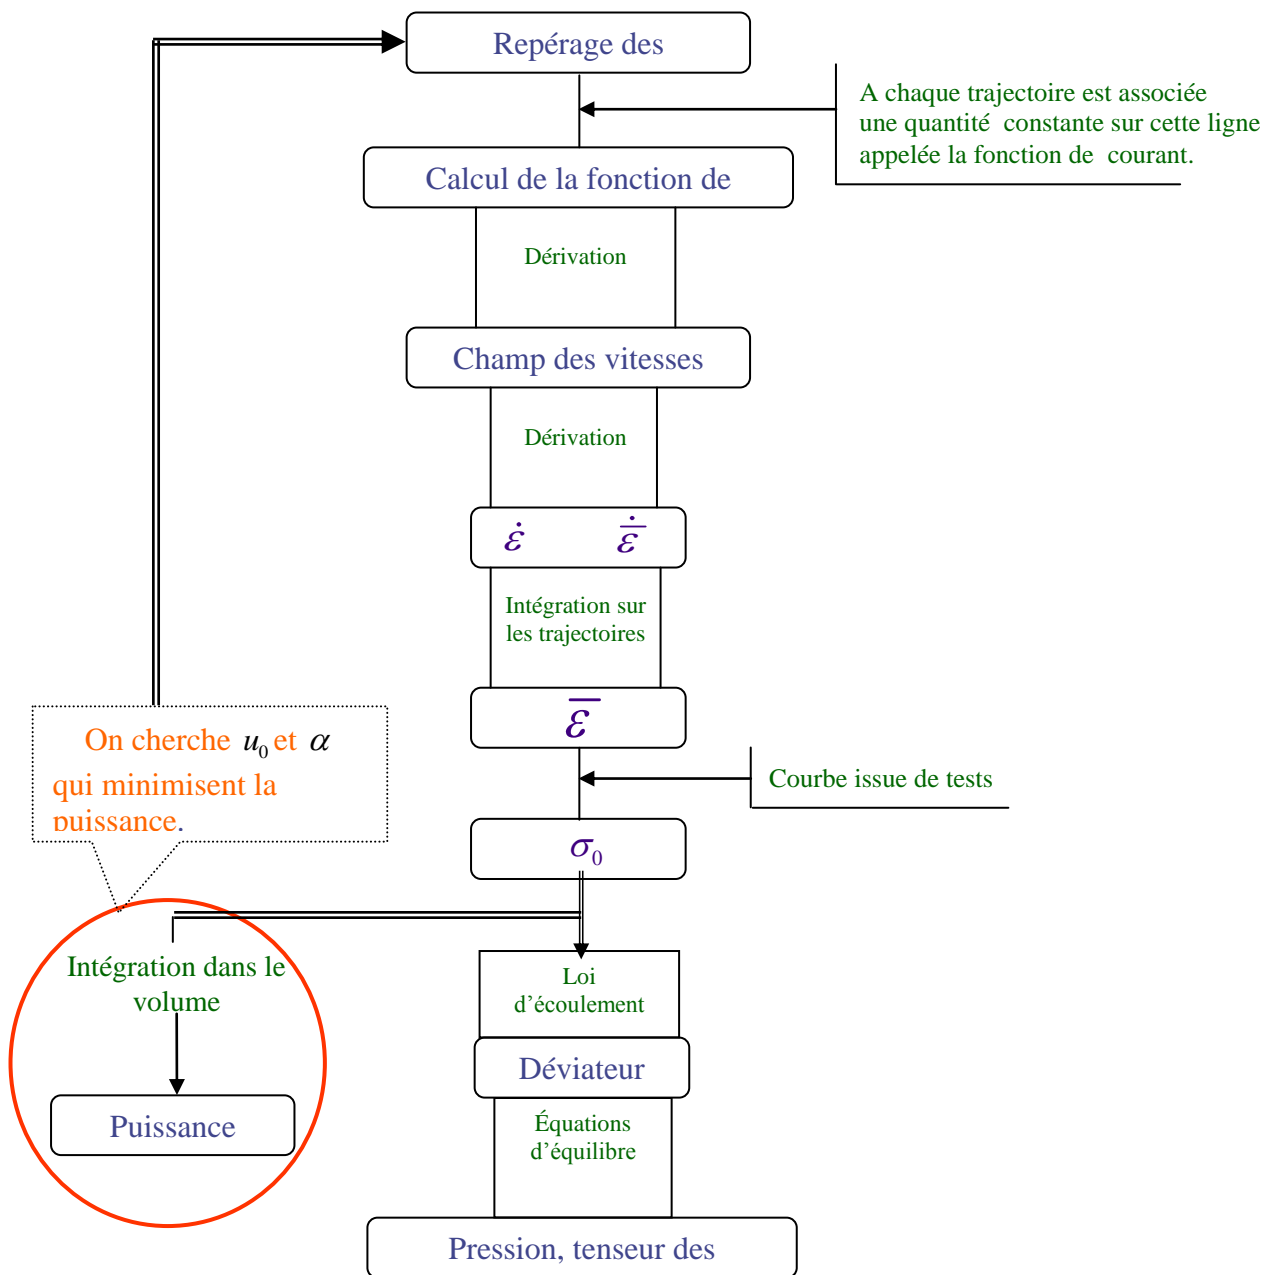 Repérage des
A chaque trajectoire est associée
une quantité constante sur cette ligne
appelée la fonction de courant.
Calcul de la fonction de
Dérivation
Champ des vitesses
Dérivation
ε̇ ε̅̇
Intégration sur
les trajectoires
ε̅
On cherche u₀ et α
qui minimisent la
puissance.
Courbe issue de tests
σ₀
Intégration dans le
volume
Loi
d’écoulement
Déviateur
Puissance
Équations
d’équilibre
Pression, tenseur des